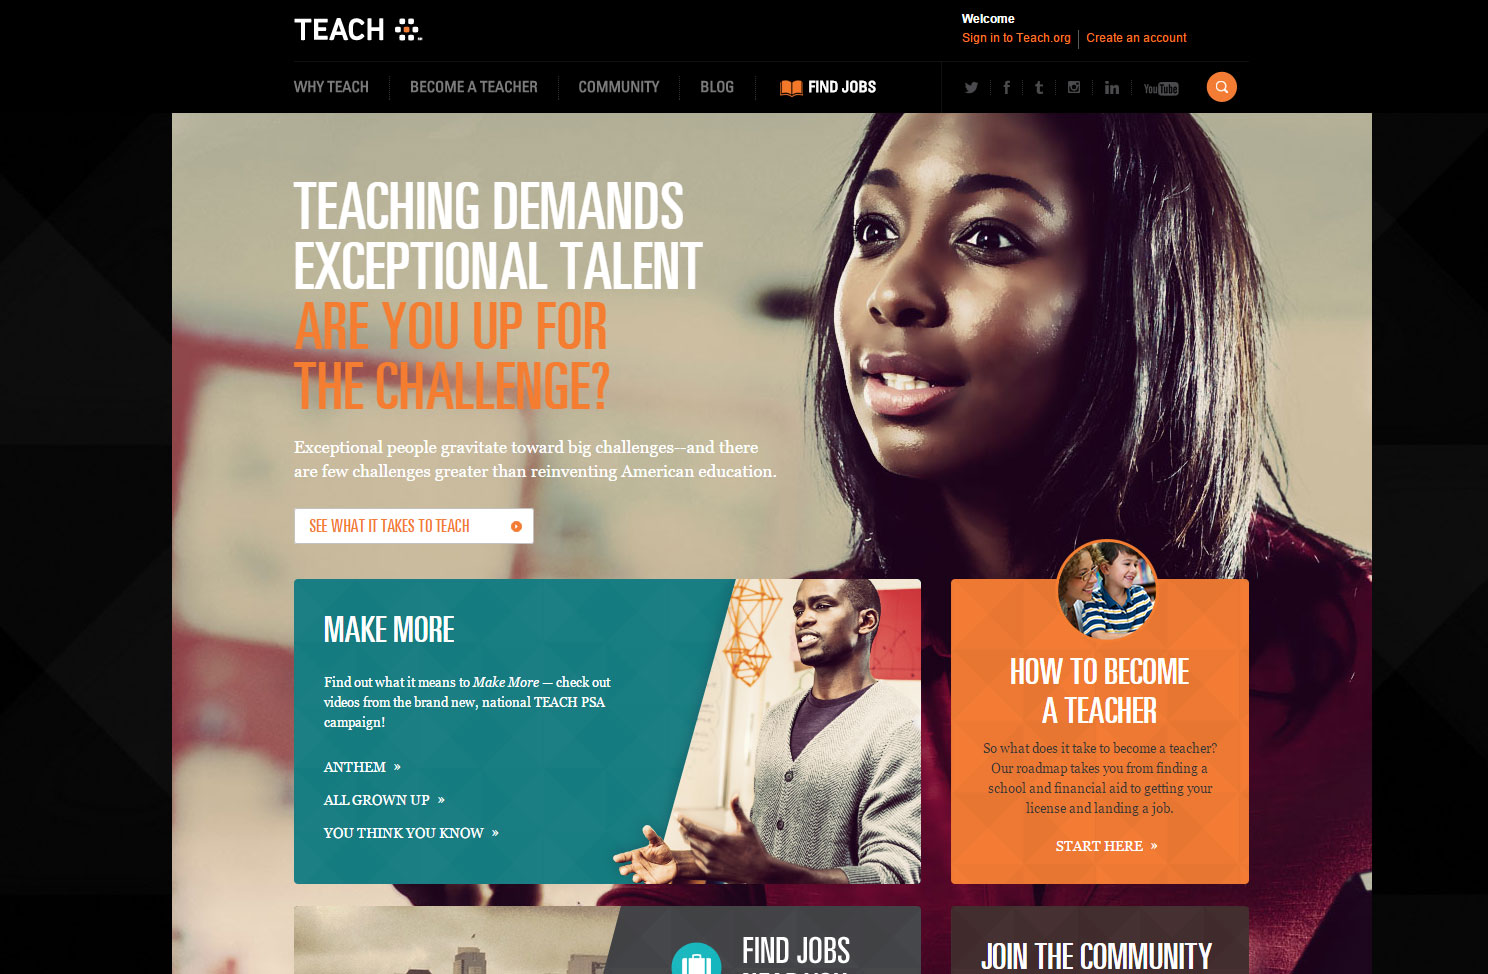 TEACH
Welcome
Sign in to Teach.org
Create an account
WHY TEACH
BECOME A TEACHER
COMMUNITY
BLOG
FIND JOBS
You Tube
TEACHING DEMANDS
EXCEPTIONAL TALENT
ARE YOU UP FOR
THE CHALLENGE?
Exceptional people gravitate toward big challenges--and there
are few challenges greater than reinventing American education.
SEE WHAT IT TAKES TO TEACH
MAKE MORE
Find out what it means to Make More — check out
videos from the brand new, national TEACH PSA
campaign!
ANTHEM »
ALL GROWN UP »
YOU THINK YOU KNOW »
HOW TO BECOME
A TEACHER
So what does it take to become a teacher?
Our roadmap takes you from finding a
school and financial aid to getting your
license and landing a job.
START HERE »
FIND JOBS
NEAR YOU
JOIN THE COMMUNITY